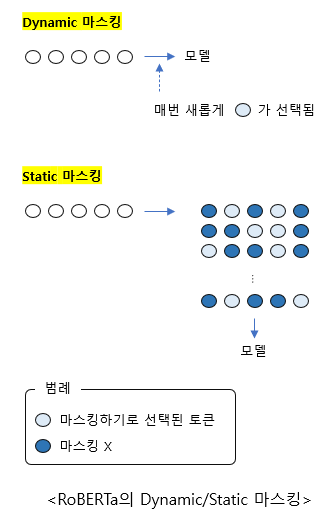 Dynamic 마스킹
모델
매번 새롭게 가 선택됨
Static 마스킹
...
모델
범례
마스킹하기로 선택된 토큰
마스킹 X
<RoBERTa의 Dynamic/Static 마스킹>